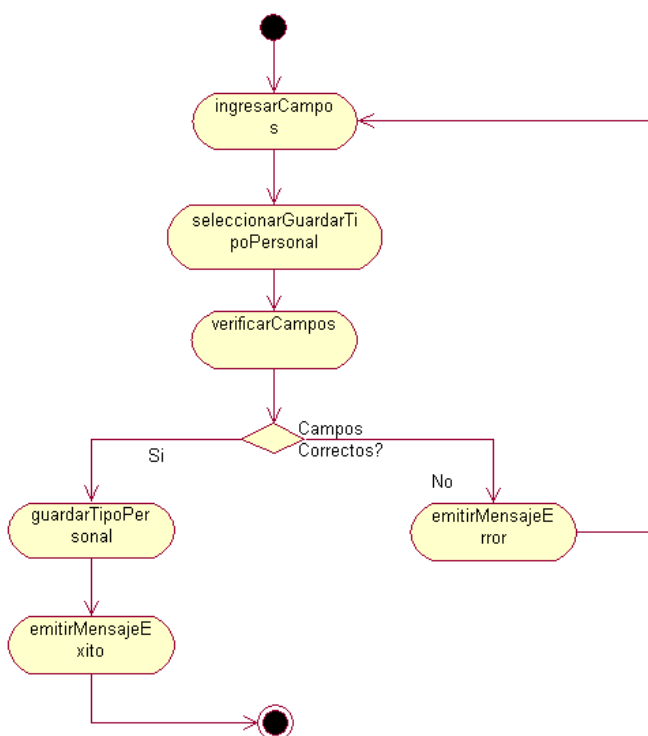 ingresarCampo
s
seleccionarGuardarTi
poPersonal
verificarCampos
Campos
Correctos?
Si
No
guardarTipoPer
sonal
emitirMensajeE
rror
emitirMensajeE
xito